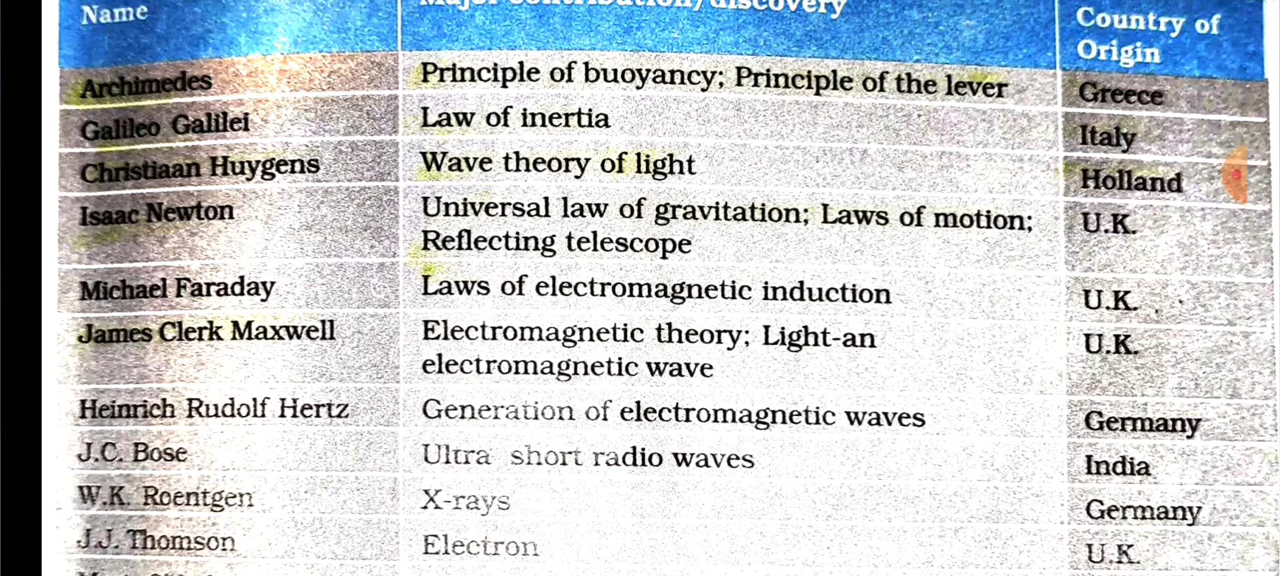 Name Major contribution/discovery Country of
Origin
Archimedes Principle of buoyancy; Principle of the lever Greece
Galileo Galilei Law of inertia Italy
Christiaan Huygens Wave theory of light Holland
Isaac Newton Universal law of gravitation; Laws of motion; U.K.
Reflecting telescope
Michael Faraday Laws of electromagnetic induction U.K.
James Clerk Maxwell Electromagnetic theory; Light-an U.K.
electromagnetic wave
Heinrich Rudolf Hertz Generation of electromagnetic waves Germany
J.C. Bose Ultra short radio waves India
W.K. Roentgen X-rays Germany
J.J. Thomson Electron U.K.